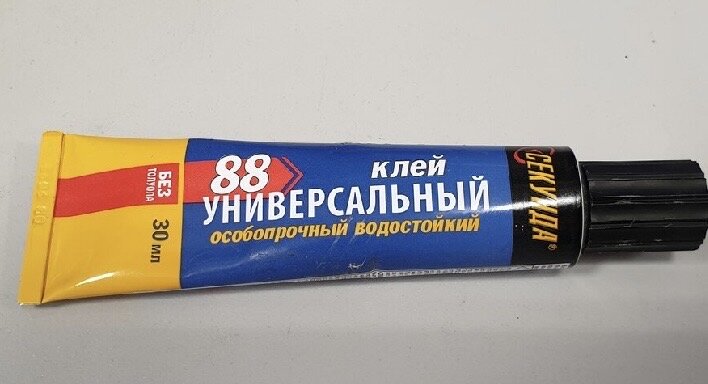 БЕЗ
ТОЛУОЛА
30 мл
88
клей
УНИВЕРСАЛЬНЫЙ
особопрочный водостойкий
СЕКУНДА®